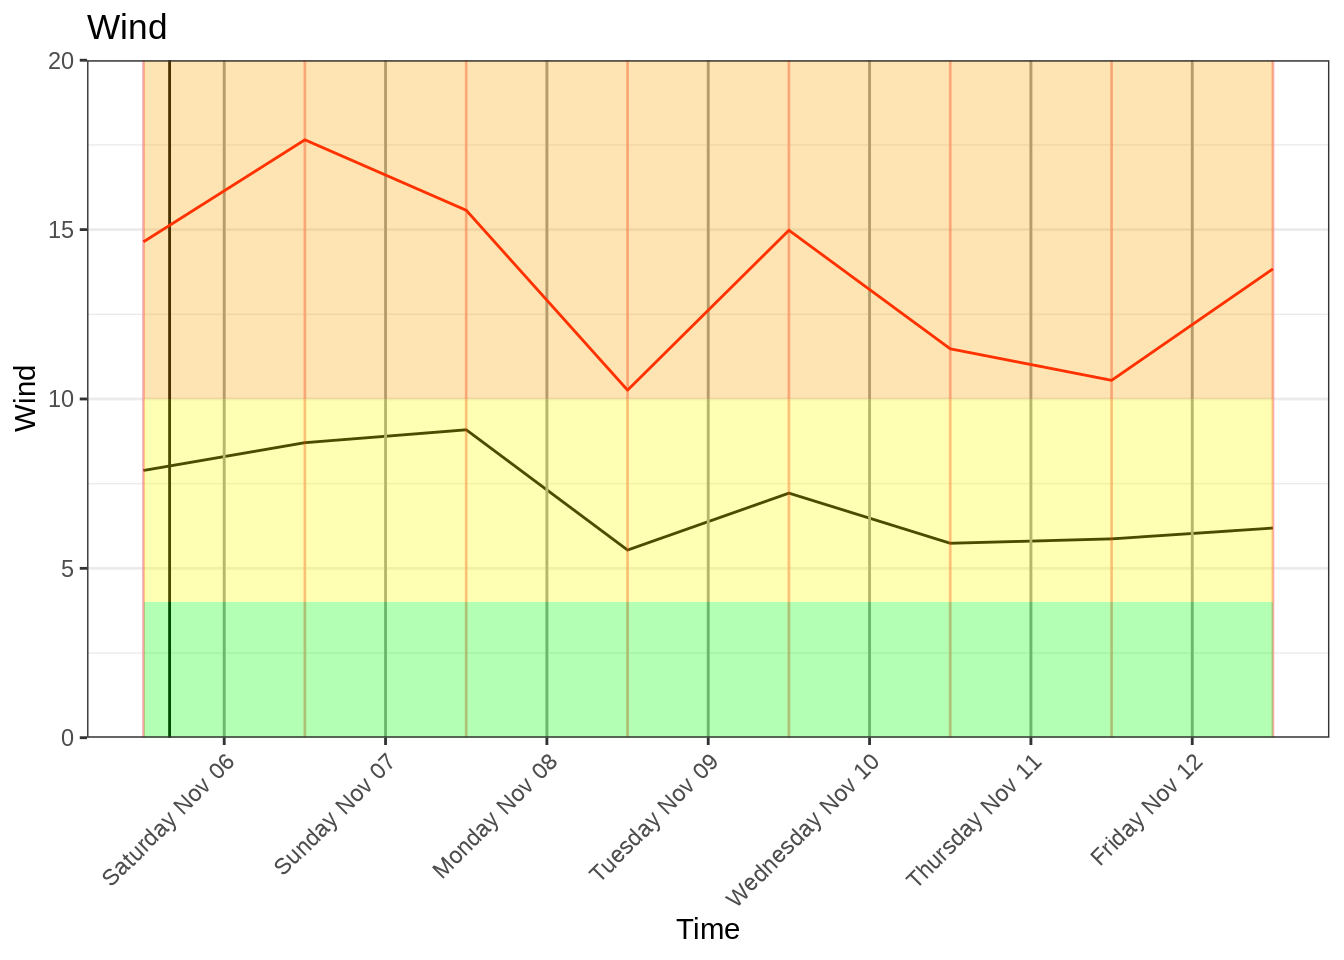 Wind
20
15
10
5
0
Wind
Saturday Nov 06
Sunday Nov 07
Monday Nov 08
Tuesday Nov 09
Wednesday Nov 10
Thursday Nov 11
Friday Nov 12
Time